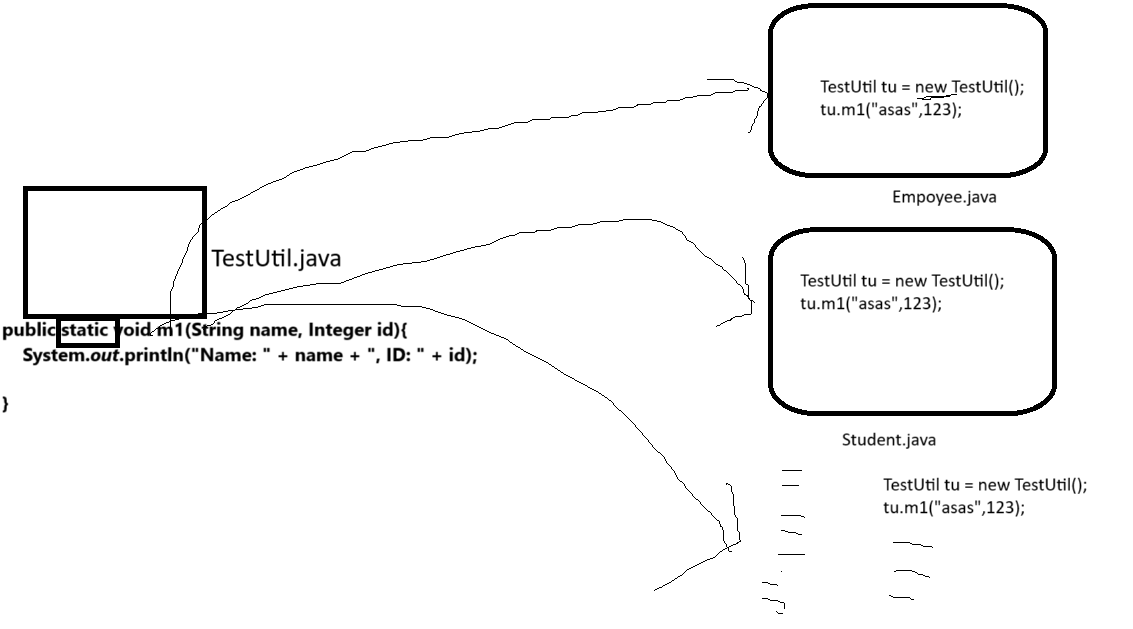 TestUtil tu = new TestUtil();
tu.m1("asas",123);
Empoyee.java
TestUtil.java
public static void m1(String name, Integer id){
System.out.println("Name: " + name + ", ID: " + id);
}
TestUtil tu = new TestUtil();
tu.m1("asas",123);
Student.java
TestUtil tu = new TestUtil();
tu.m1("asas",123);